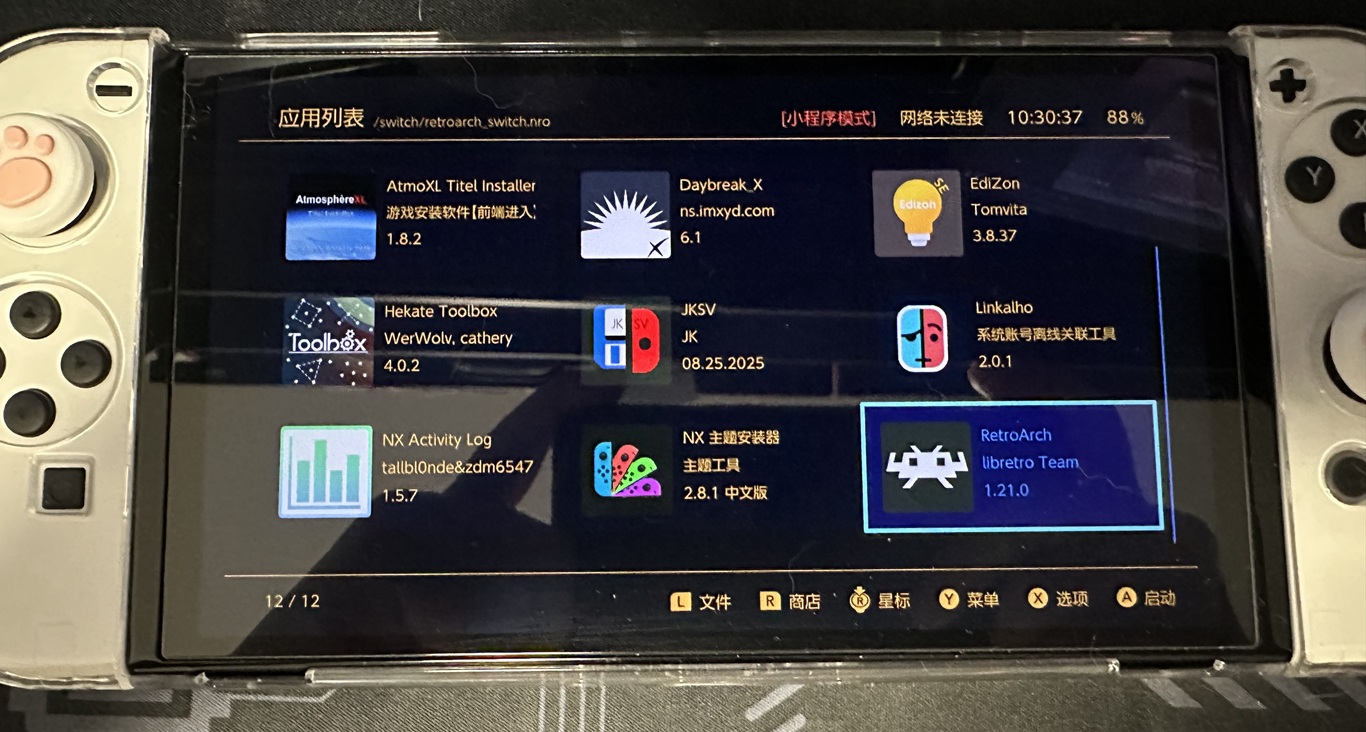 应用列表 /switch/retroarch_switch.nro [小程序模式] 网络未连接 10:30:37 88%
AtmosphèreXL
AtmoXL Titel Installer
游戏安装软件【前端进入】
1.8.2
Daybreak_X
ns.imxyd.com
6.1
Edizon
SE
EdiZon
Tomvita
3.8.37
Toolbox
Hekate Toolbox
WerWolv, cathery
4.0.2
JKSV
JKSV
JK
08.25.2025
Linkalho
系统账号离线关联工具
2.0.1
NX Activity Log
tallbl0nde&zdm6547
1.5.7
NX 主题安装器
主题工具
2.8.1 中文版
RetroArch
libretro Team
1.21.0
12 / 12 L 文件 R 商店 R 星标 Y 菜单 X 选项 A 启动
X
Y